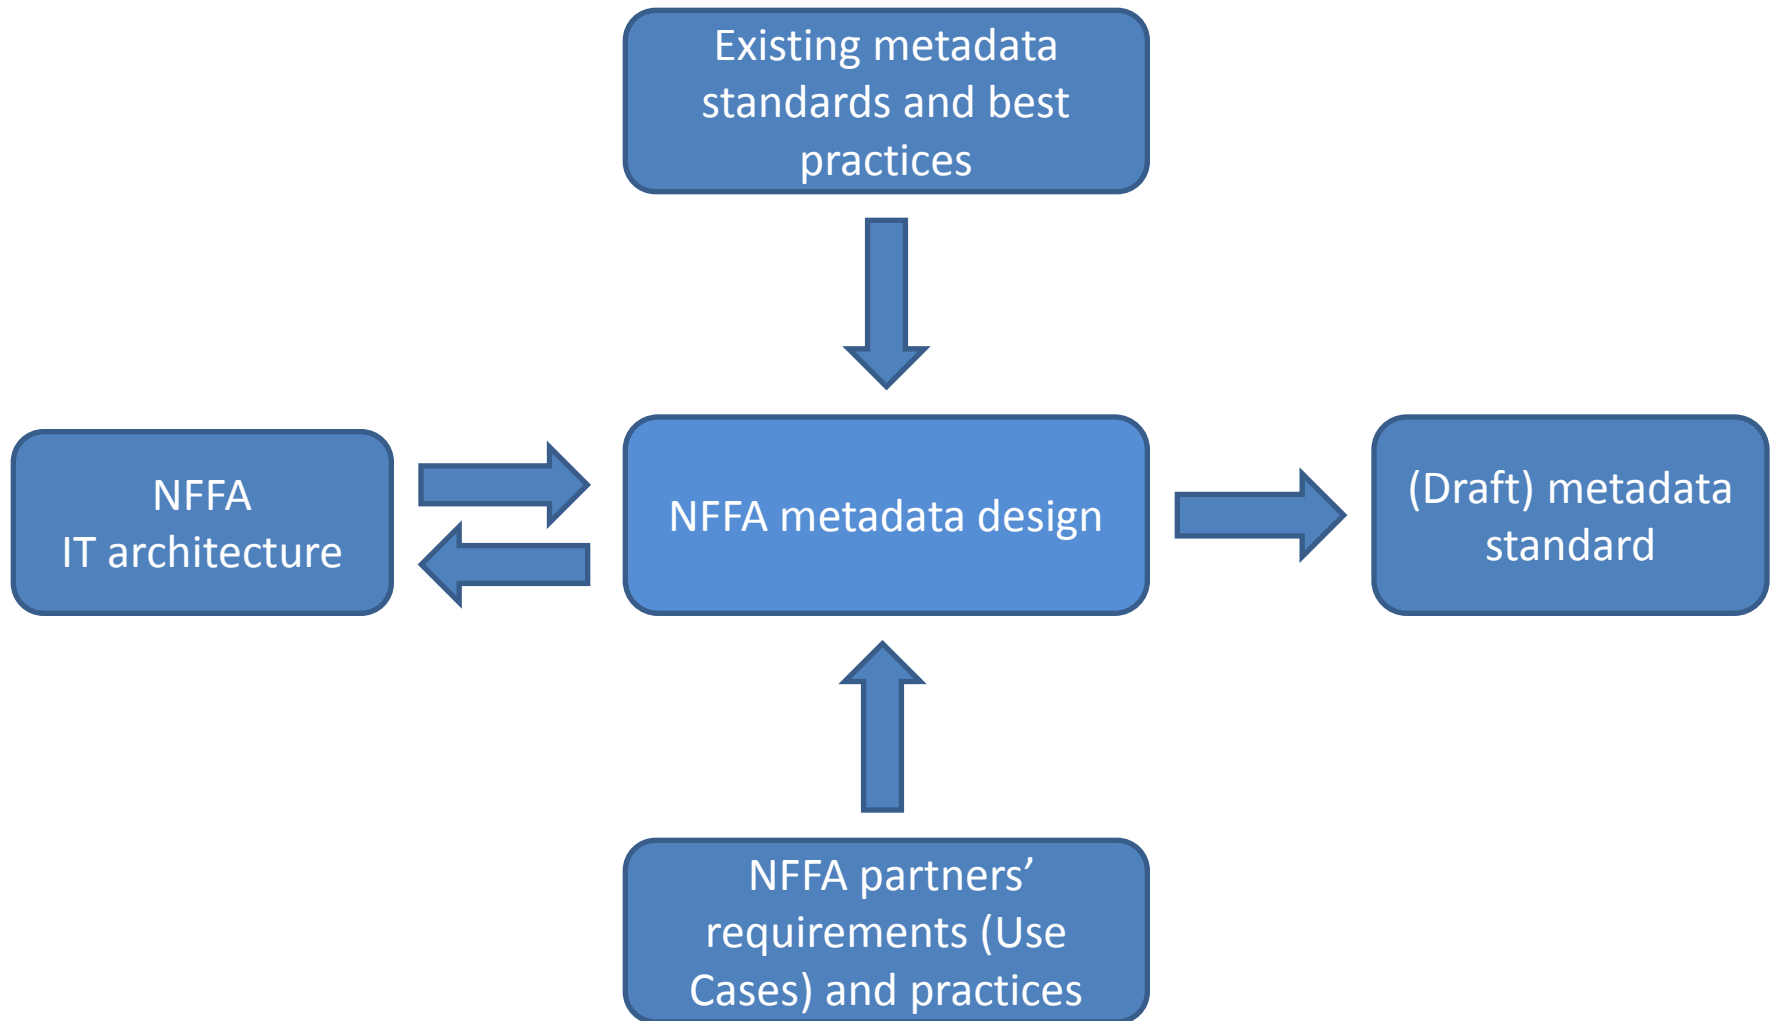 Existing metadata
standards and best
practices
NFFA
IT architecture
NFFA metadata design
(Draft) metadata
standard
NFFA partners’
requirements (Use
Cases) and practices